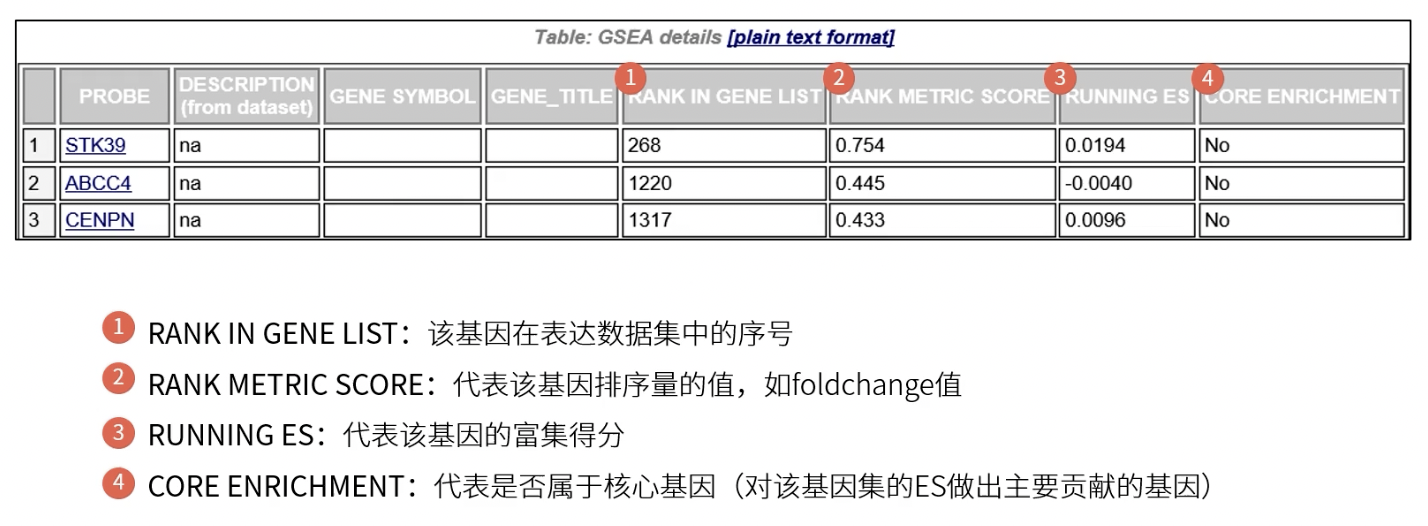 Table: GSEA details [plain text format]
1 2 3 4
PROBE DESCRIPTION (from dataset) GENE SYMBOL GENE_TITLE RANK IN GENE LIST RANK METRIC SCORE RUNNING ES CORE ENRICHMENT
1 STK39 na 268 0.754 0.0194 No
2 ABCC4 na 1220 0.445 -0.0040 No
3 CENPN na 1317 0.433 0.0096 No
1 RANK IN GENE LIST：该基因在表达数据集中的序号
2 RANK METRIC SCORE：代表该基因排序量的值，如foldchange值
3 RUNNING ES：代表该基因的富集得分
4 CORE ENRICHMENT：代表是否属于核心基因（对该基因集的ES做出主要贡献的基因）